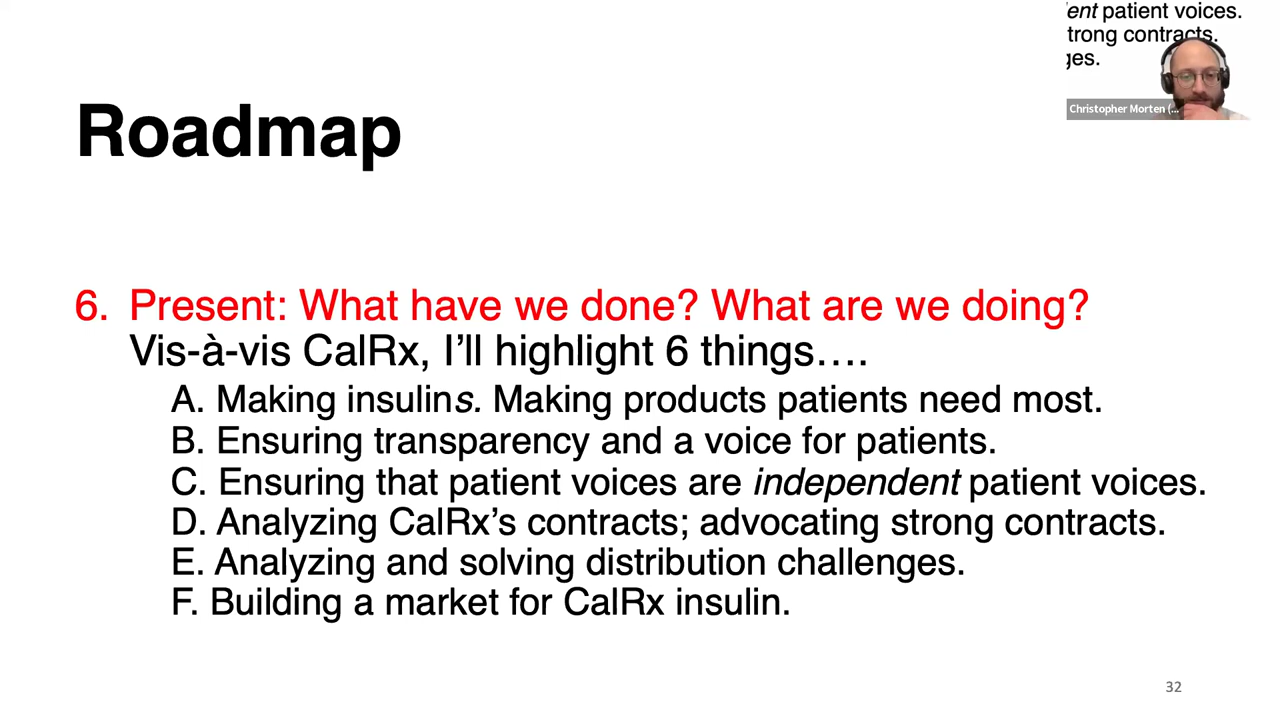 ent patient voices.
trong contracts.
ges.
Christopher Morten (...
Roadmap
6. Present: What have we done? What are we doing?
Vis-à-vis CalRx, I’ll highlight 6 things….
A. Making insulins. Making products patients need most.
B. Ensuring transparency and a voice for patients.
C. Ensuring that patient voices are independent patient voices.
D. Analyzing CalRx’s contracts; advocating strong contracts.
E. Analyzing and solving distribution challenges.
F. Building a market for CalRx insulin.
32